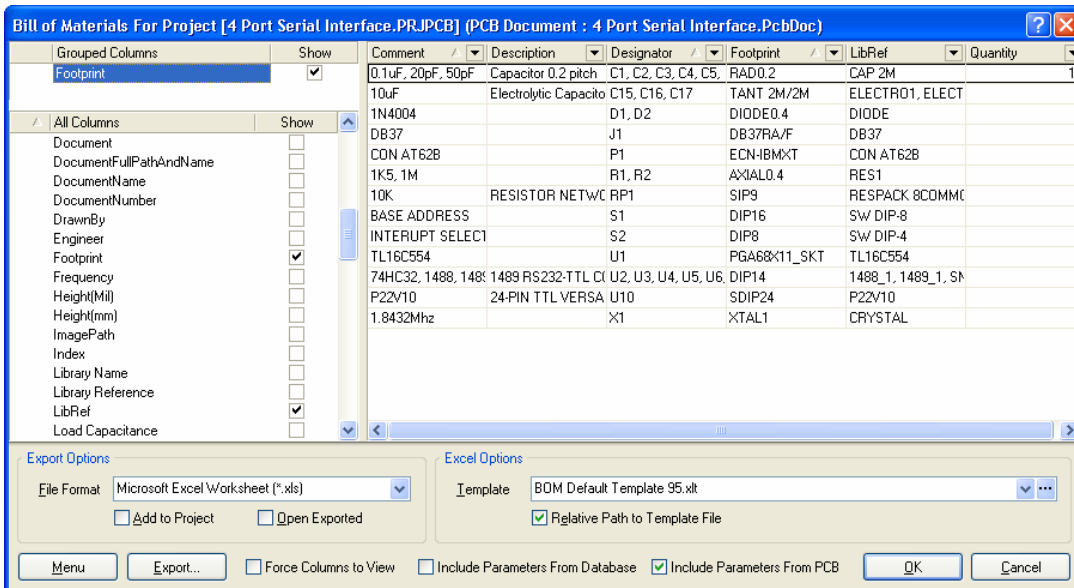 Bill of Materials For Project [4 Port Serial Interface.PRJPCB] (PCB Document : 4 Port Serial Interface.PcbDoc)
Grouped Columns Show
Footprint
All Columns Show
Document
DocumentFullPathAndName
DocumentName
DocumentNumber
DrawnBy
Engineer
Footprint
Frequency
Height(Mil)
Height(mm)
ImagePath
Index
Library Name
Library Reference
LibRef
Load Capacitance
Comment Description Designator Footprint LibRef Quantity
0.1uF, 20pF, 50pF Capacitor 0.2 pitch C1, C2, C3, C4, C5, RAD0.2 CAP 2M 1
10uF Electrolytic Capacito C15, C16, C17 TANT 2M/2M ELECTRO1, ELECT
1N4004 D1, D2 DIODE0.4 DIODE
DB37 J1 DB37RA/F DB37
CON AT62B P1 ECN-IBMXT CON AT62B
1K5, 1M R1, R2 AXIAL0.4 RES1
10K RESISTOR NETWO RP1 SIP9 RESPACK 8COMMO
BASE ADDRESS S1 DIP16 SW DIP-8
INTERUPT SELECT S2 DIP8 SW DIP-4
TL16C554 U1 PGA68X11_SKT TL16C554
74HC32, 1488, 1489 1489 RS232-TTL CO U2, U3, U4, U5, U6, DIP14 1488_1, 1489_1, SN
P22V10 24-PIN TTL VERSA U10 SDIP24 P22V10
1.8432Mhz X1 XTAL1 CRYSTAL
Export Options
File Format Microsoft Excel Worksheet (*.xls)
Add to Project Open Exported
Excel Options
Template BOM Default Template 95.xlt
Relative Path to Template File
Menu Export... Force Columns to View Include Parameters From Database Include Parameters From PCB OK Cancel